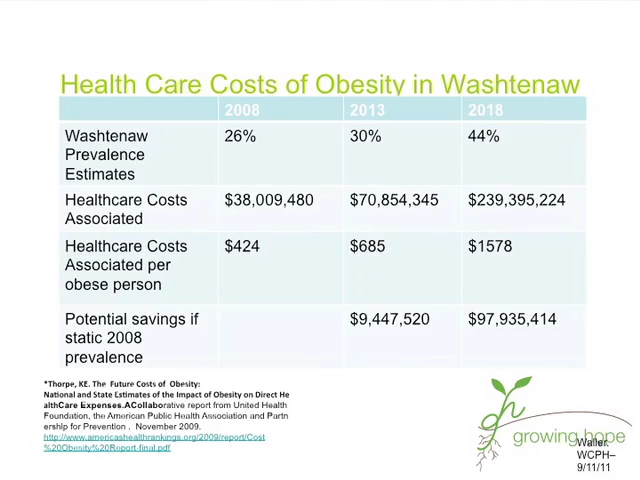 Health Care Costs of Obesity in Washtenaw
2008 2013 2018
Washtenaw 26% 30% 44%
Prevalence
Estimates
Healthcare Costs $38,009,480 $70,854,345 $239,395,224
Associated
Healthcare Costs $424 $685 $1578
Associated per
obese person
Potential savings if $9,447,520 $97,935,414
static 2008
prevalence
*Thorpe, KE. The Future Costs of Obesity:
National and State Estimates of the Impact of Obesity on Direct He
althCare Expenses.ACollaborative report from United Health
Foundation, the American Public Health Association and Partn
ership for Prevention , November 2009.
http://www.americashealthrankings.org/2009/report/Cost
%20Obesity%20Report-final.pdf
gh
growing hope
Waller.
WCPH–
9/11/11